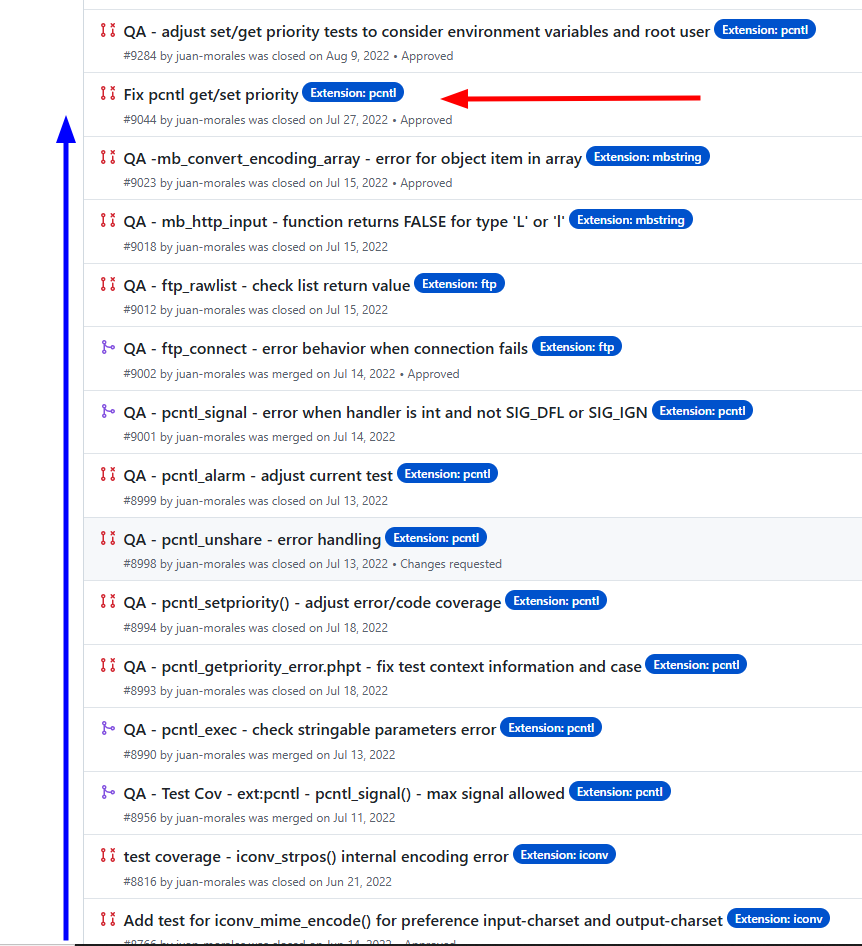 QA - adjust set/get priority tests to consider environment variables and root user Extension: pcntl
#9284 by juan-morales was closed on Aug 9, 2022 • Approved
Fix pcntl get/set priority Extension: pcntl
#9044 by juan-morales was closed on Jul 27, 2022 • Approved
QA -mb_convert_encoding_array - error for object item in array Extension: mbstring
#9023 by juan-morales was closed on Jul 15, 2022 • Approved
QA - mb_http_input - function returns FALSE for type 'L' or 'l' Extension: mbstring
#9018 by juan-morales was closed on Jul 15, 2022
QA - ftp_rawlist - check list return value Extension: ftp
#9012 by juan-morales was closed on Jul 15, 2022
QA - ftp_connect - error behavior when connection fails Extension: ftp
#9002 by juan-morales was merged on Jul 14, 2022 • Approved
QA - pcntl_signal - error when handler is int and not SIG_DFL or SIG_IGN Extension: pcntl
#9001 by juan-morales was merged on Jul 14, 2022
QA - pcntl_alarm - adjust current test Extension: pcntl
#8999 by juan-morales was closed on Jul 13, 2022
QA - pcntl_unshare - error handling Extension: pcntl
#8998 by juan-morales was closed on Jul 13, 2022 • Changes requested
QA - pcntl_setpriority() - adjust error/code coverage Extension: pcntl
#8994 by juan-morales was closed on Jul 18, 2022
QA - pcntl_getpriority_error.phpt - fix test context information and case Extension: pcntl
#8993 by juan-morales was closed on Jul 18, 2022
QA - pcntl_exec - check stringable parameters error Extension: pcntl
#8990 by juan-morales was merged on Jul 13, 2022
QA - Test Cov - ext:pcntl - pcntl_signal() - max signal allowed Extension: pcntl
#8956 by juan-morales was merged on Jul 11, 2022
test coverage - iconv_strpos() internal encoding error Extension: iconv
#8816 by juan-morales was closed on Jun 21, 2022
Add test for iconv_mime_encode() for preference input-charset and output-charset Extension: iconv
#8766 by juan-morales was closed on Jun 14, 2022 • Approved